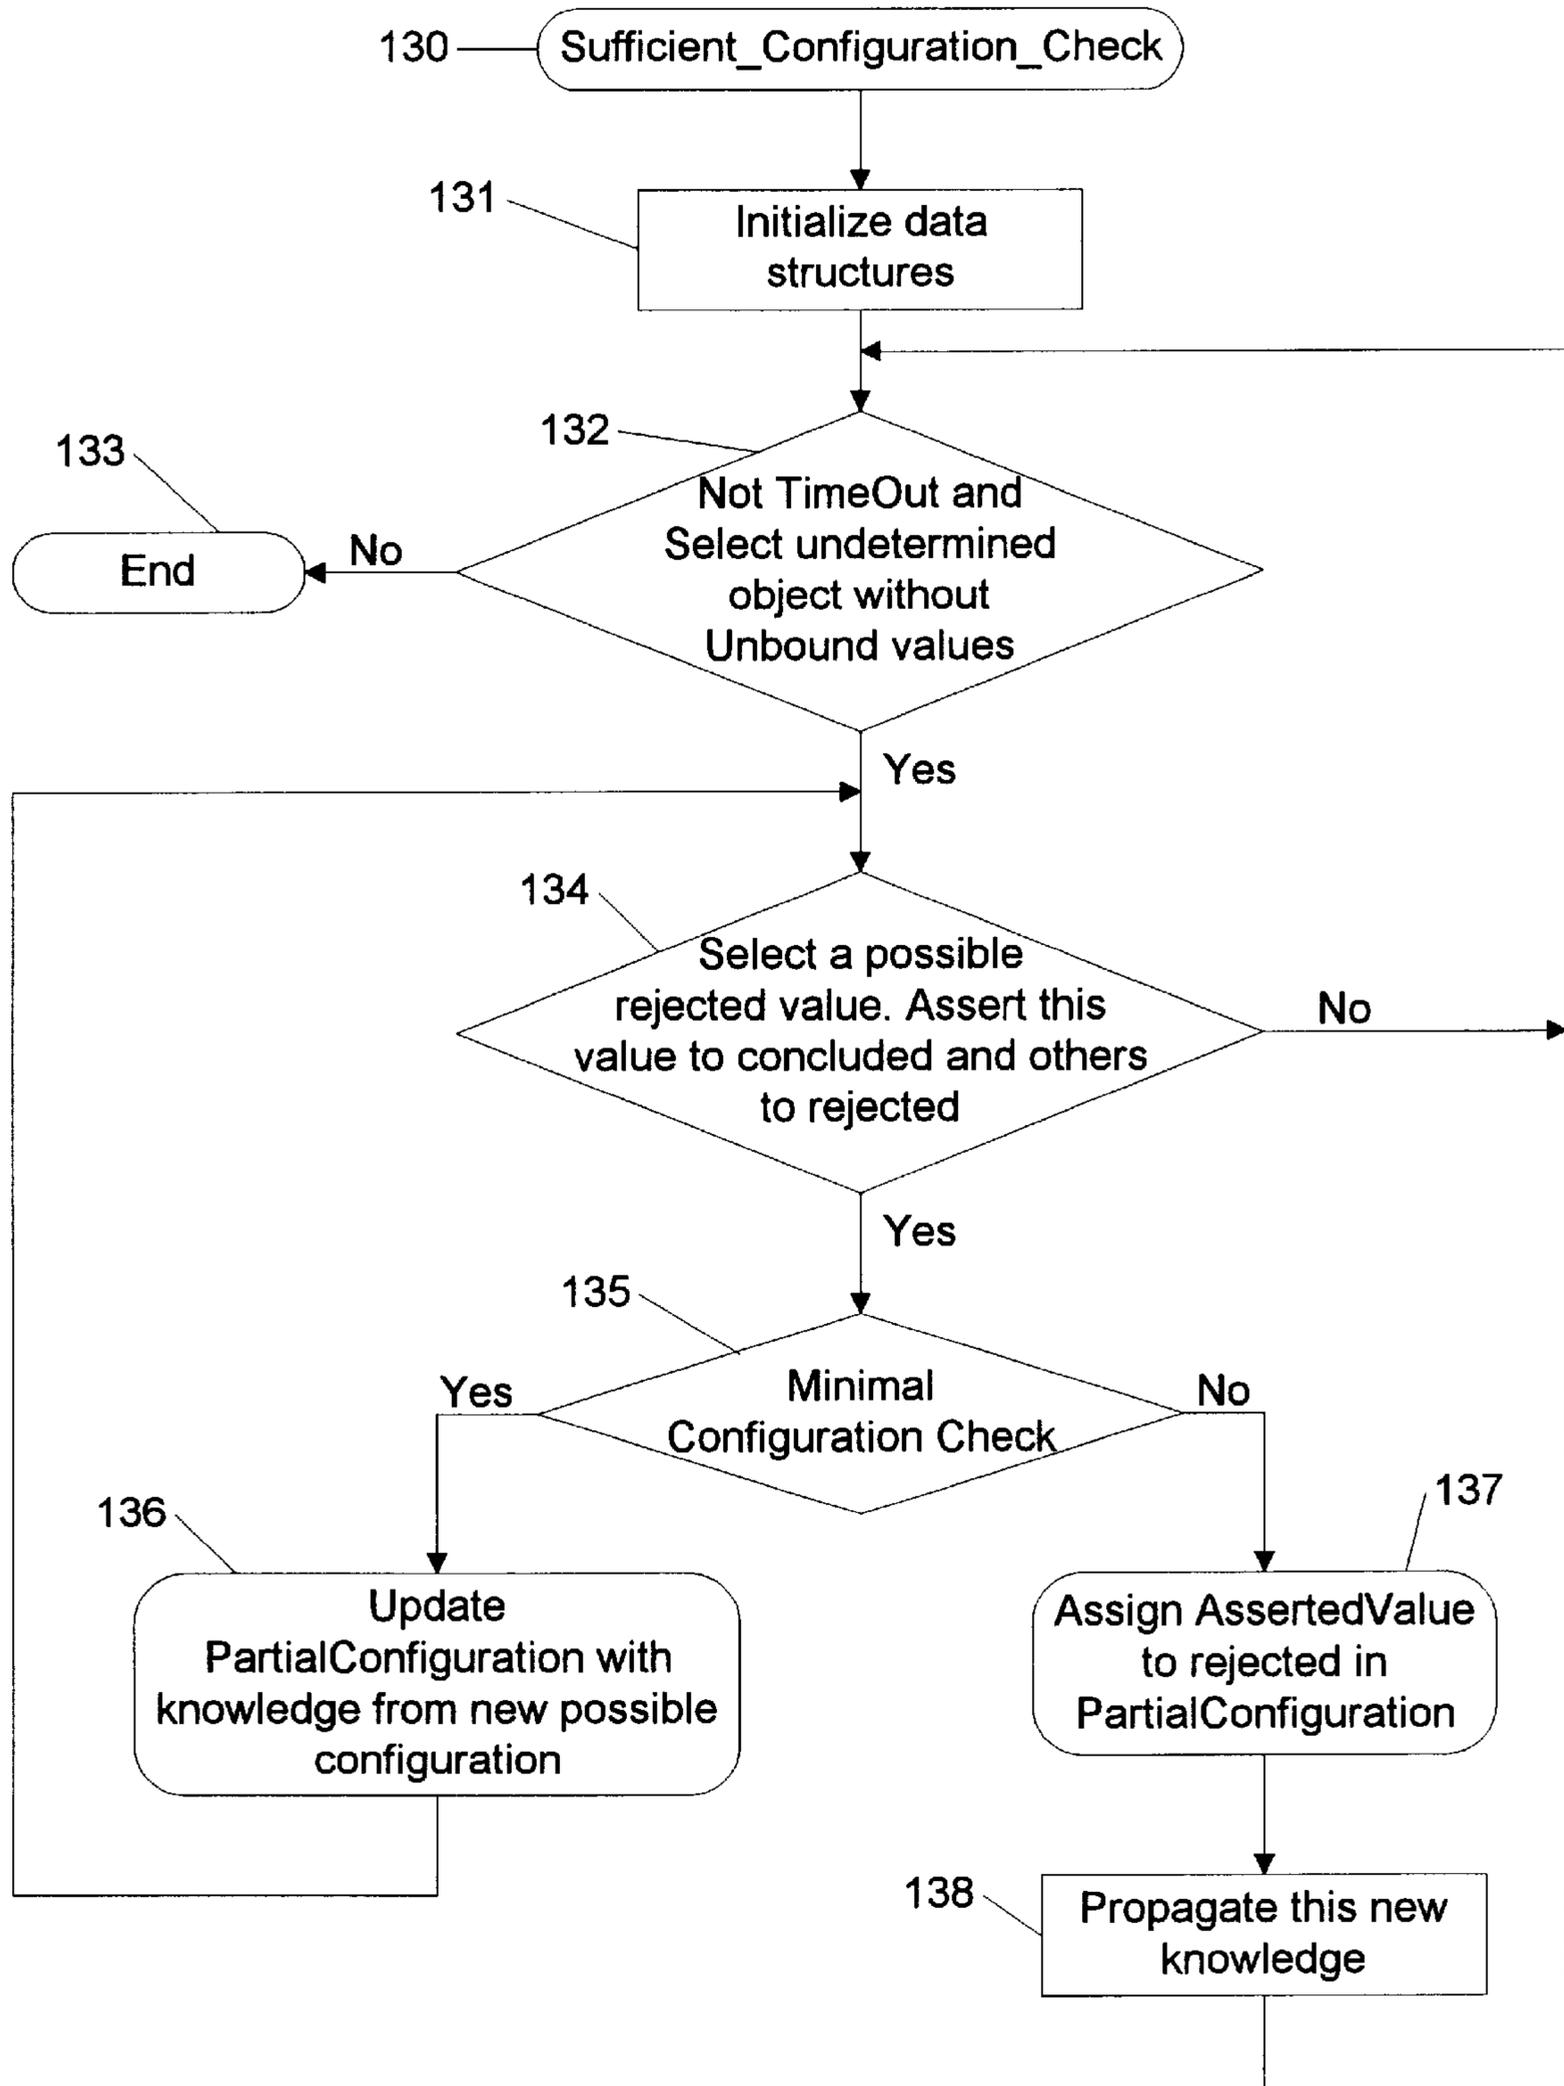 130
Sufficient_Configuration_Check
131
Initialize data
structures
132
133
Not TimeOut and
Select undetermined
object without
Unbound values
No
End
Yes
134
Select a possible
rejected value. Assert this
value to concluded and others
to rejected
No
Yes
135
Minimal
Configuration Check
Yes
No
136
137
Update
PartialConfiguration with
knowledge from new possible
configuration
Assign AssertedValue
to rejected in
PartialConfiguration
138
Propagate this new
knowledge